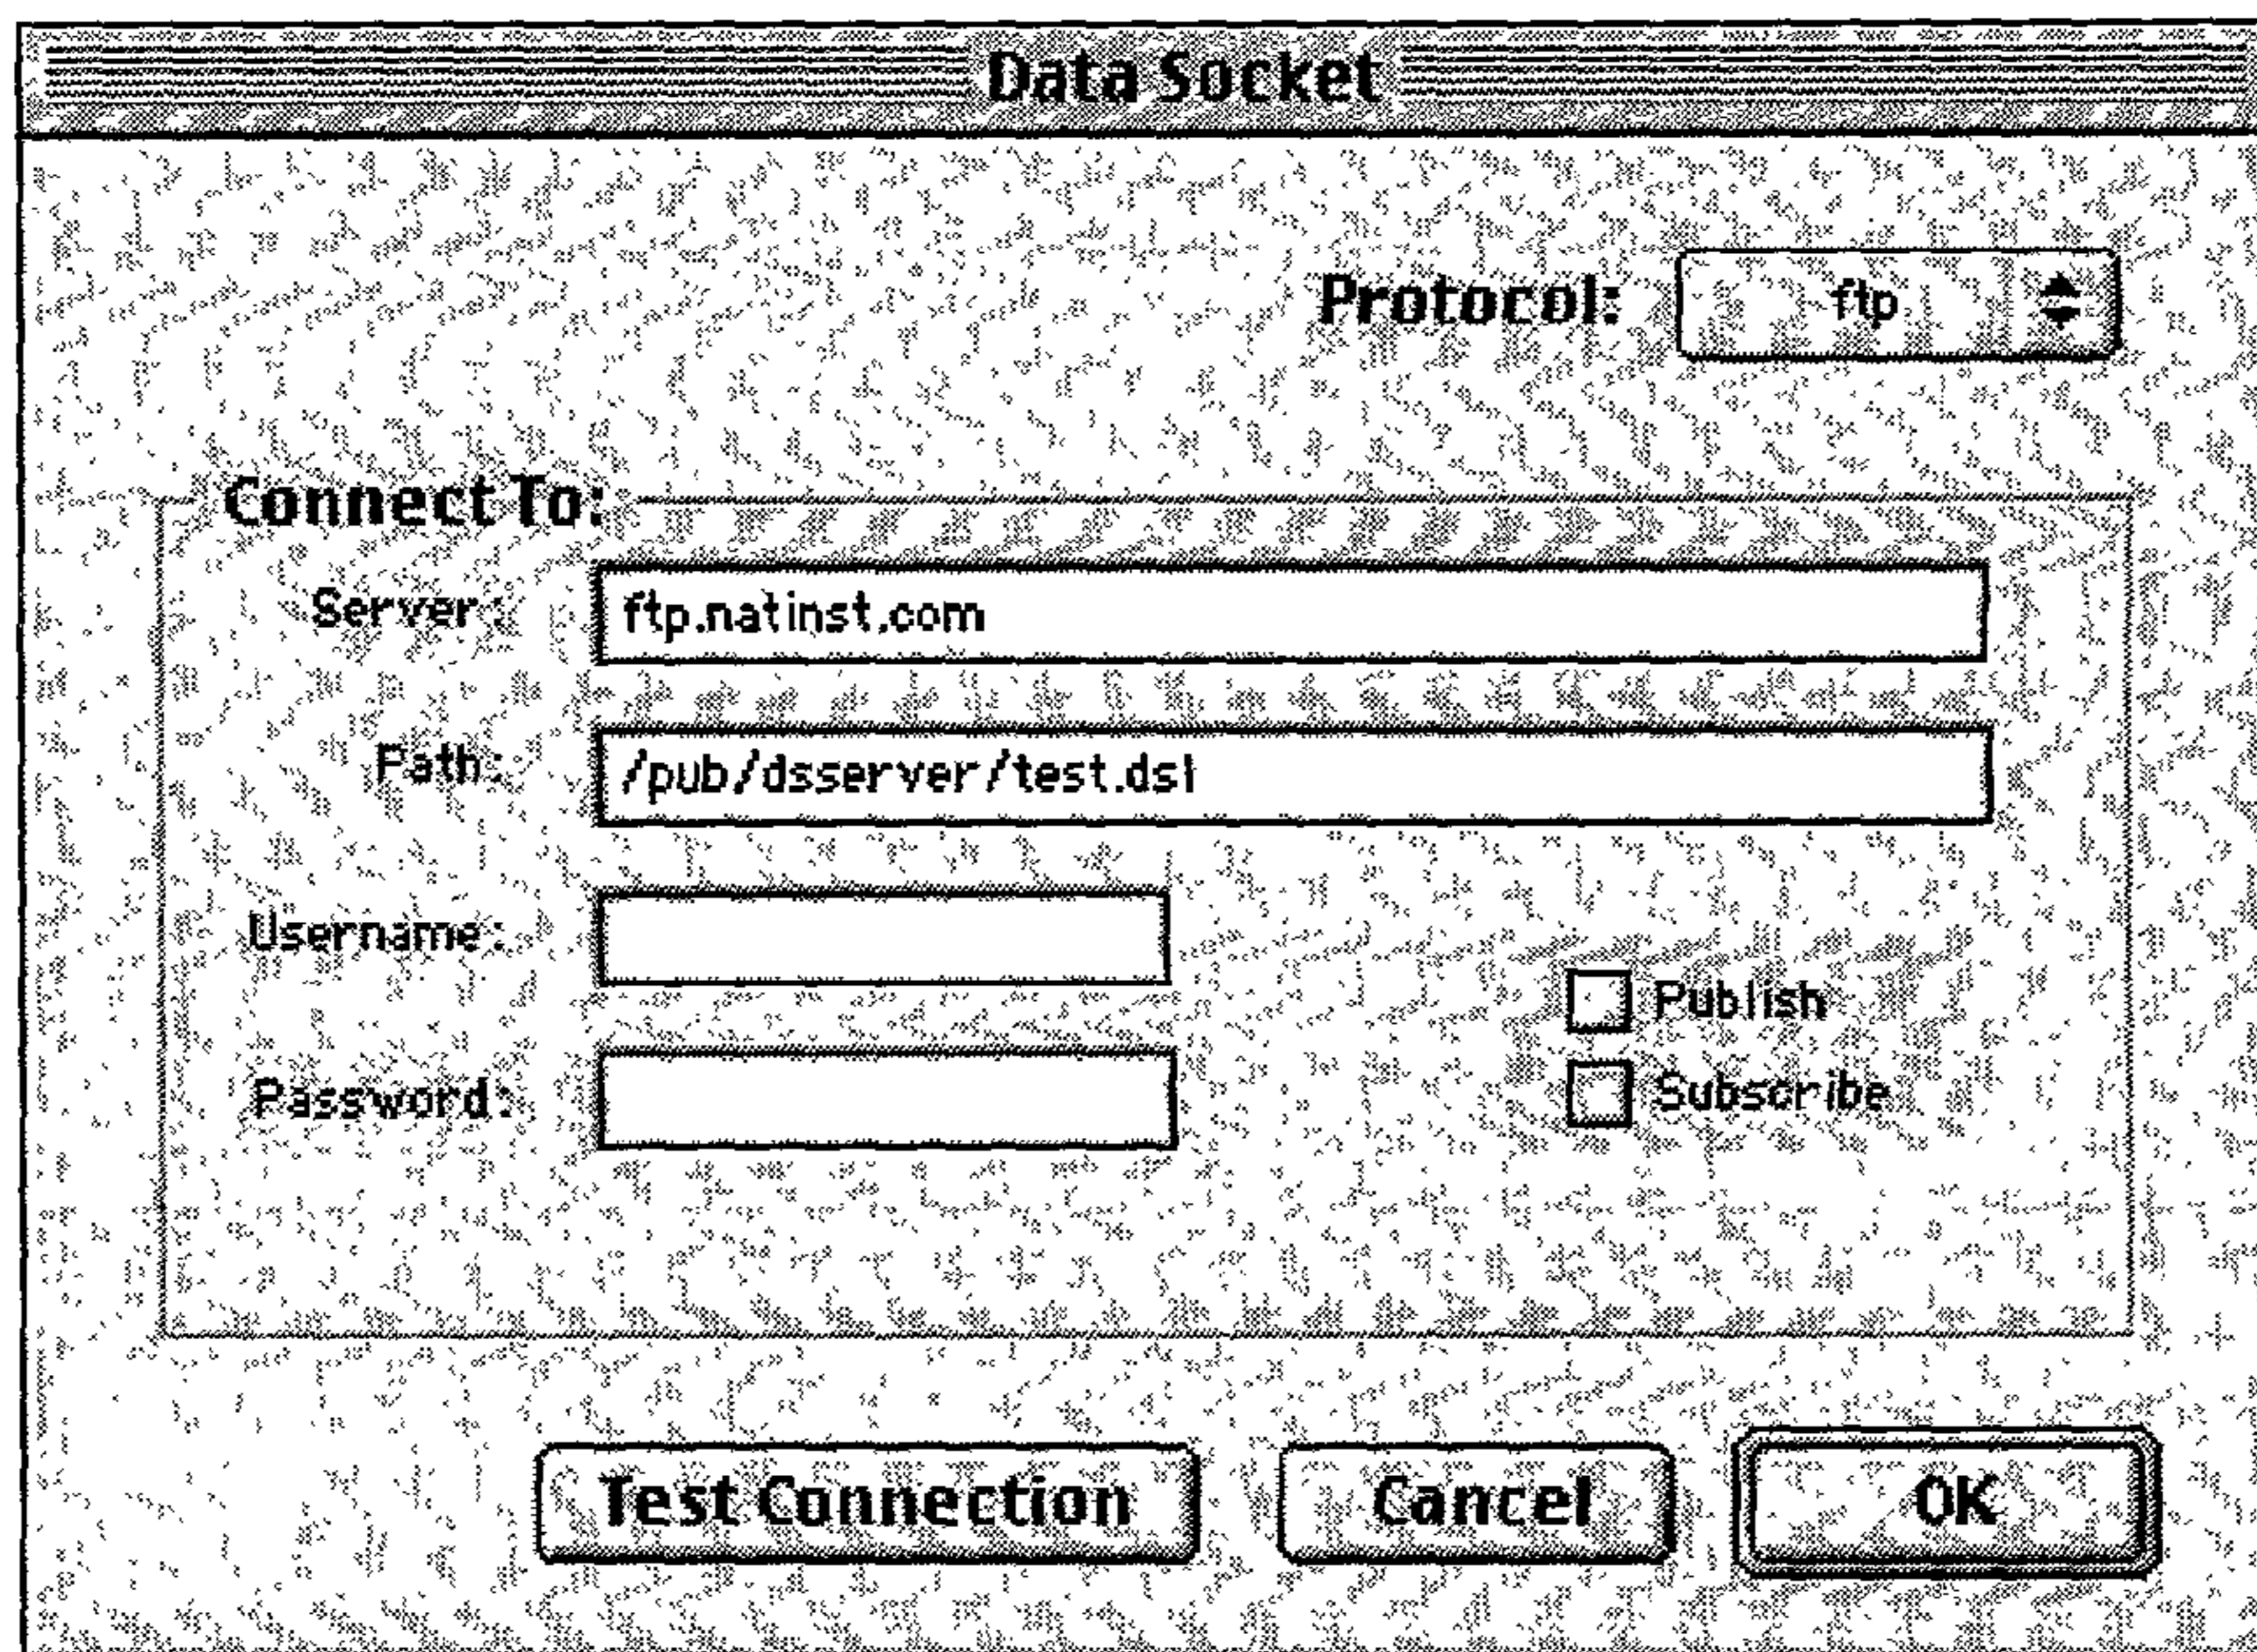 Data Socket
Protocol: ftp
Connect To:
Server: ftp.natinst.com
Path: /pub/dsserver/test.dsl
Username:
Publish
Password:
Subscribe
Test Connection Cancel OK